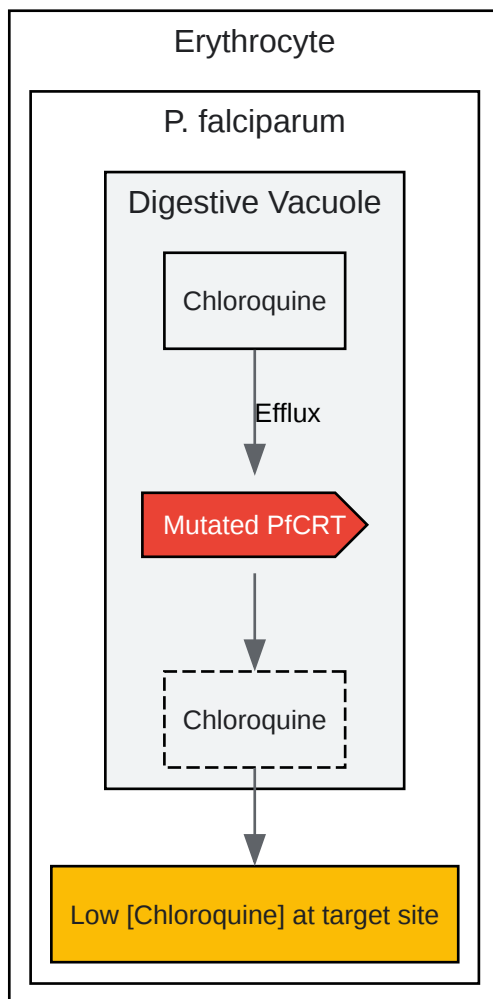 Erythrocyte
P. falciparum
Digestive Vacuole
Chloroquine
Efflux
Mutated PfCRT
Chloroquine
Low [Chloroquine] at target site